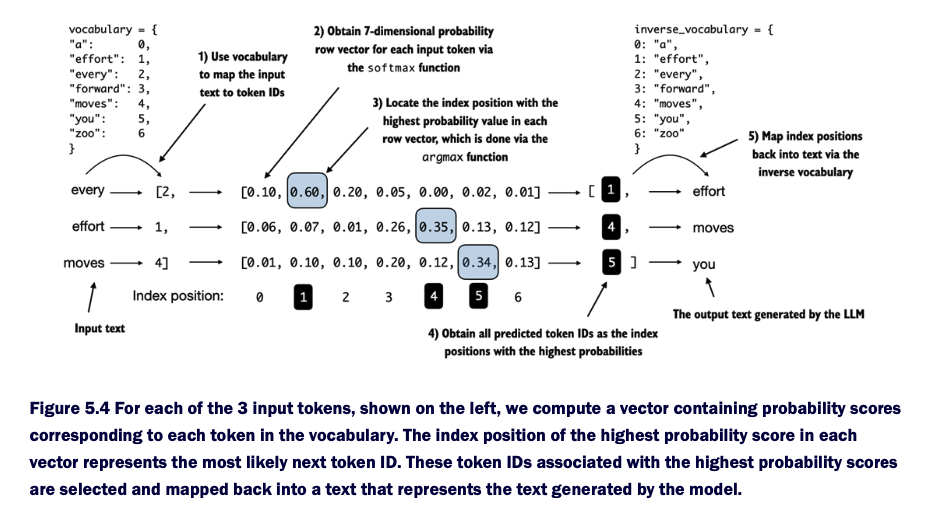 vocabulary = {
"a": 0,
"effort": 1,
"every": 2,
"forward": 3,
"moves": 4,
"you": 5,
"zoo": 6
}
1) Use vocabulary
to map the input
text to token IDs
2) Obtain 7-dimensional probability
row vector for each input token via
the softmax function
3) Locate the index position with the
highest probability value in each
row vector, which is done via the
argmax function
inverse_vocabulary = {
0: "a",
1: "effort",
2: "every",
3: "forward",
4: "moves",
5: "you",
6: "zoo"
}
5) Map index positions
back into text via the
inverse vocabulary
every [2, [0.10, 0.60, 0.20, 0.05, 0.00, 0.02, 0.01] [ 1 , effort
effort 1, [0.06, 0.07, 0.01, 0.26, 0.35, 0.13, 0.12] 4 , moves
moves 4] [0.01, 0.10, 0.10, 0.20, 0.12, 0.34, 0.13] 5 ] you
Index position: 0 1 2 3 4 5 6
Input text
The output text generated by the LLM
4) Obtain all predicted token IDs as the index
positions with the highest probabilities
Figure 5.4 For each of the 3 input tokens, shown on the left, we compute a vector containing probability scores
corresponding to each token in the vocabulary. The index position of the highest probability score in each
vector represents the most likely next token ID. These token IDs associated with the highest probability scores
are selected and mapped back into a text that represents the text generated by the model.